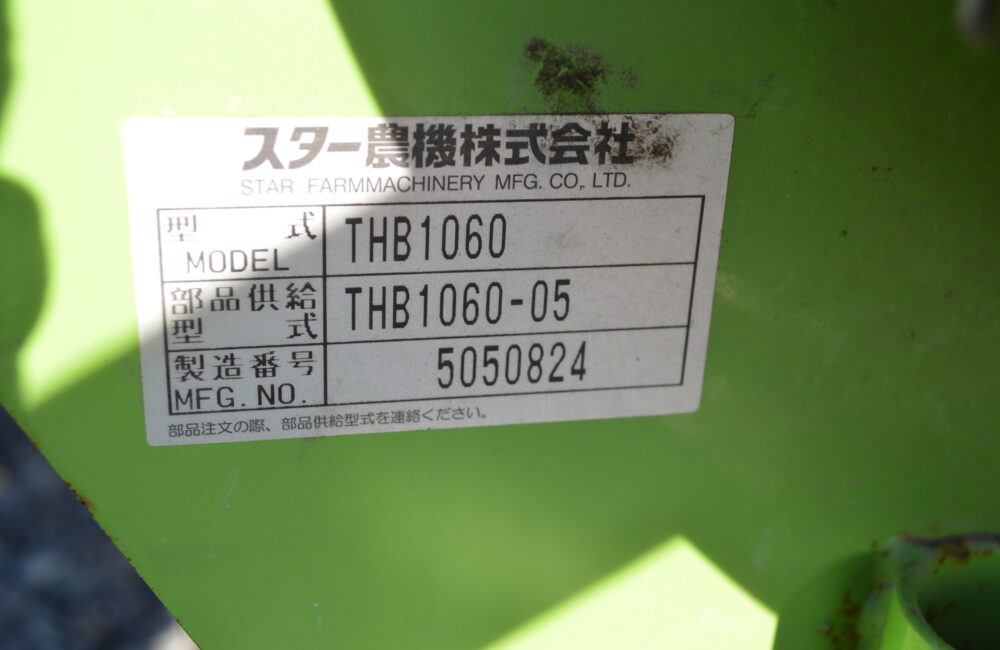 スター農機株式会社
STAR FARMMACHINERY MFG. CO., LTD.
型式 THB1060
MODEL
部品供給 THB1060-05
型式
製造番号 5050824
MFG. NO.
部品注文の際、部品供給型式を連絡ください。